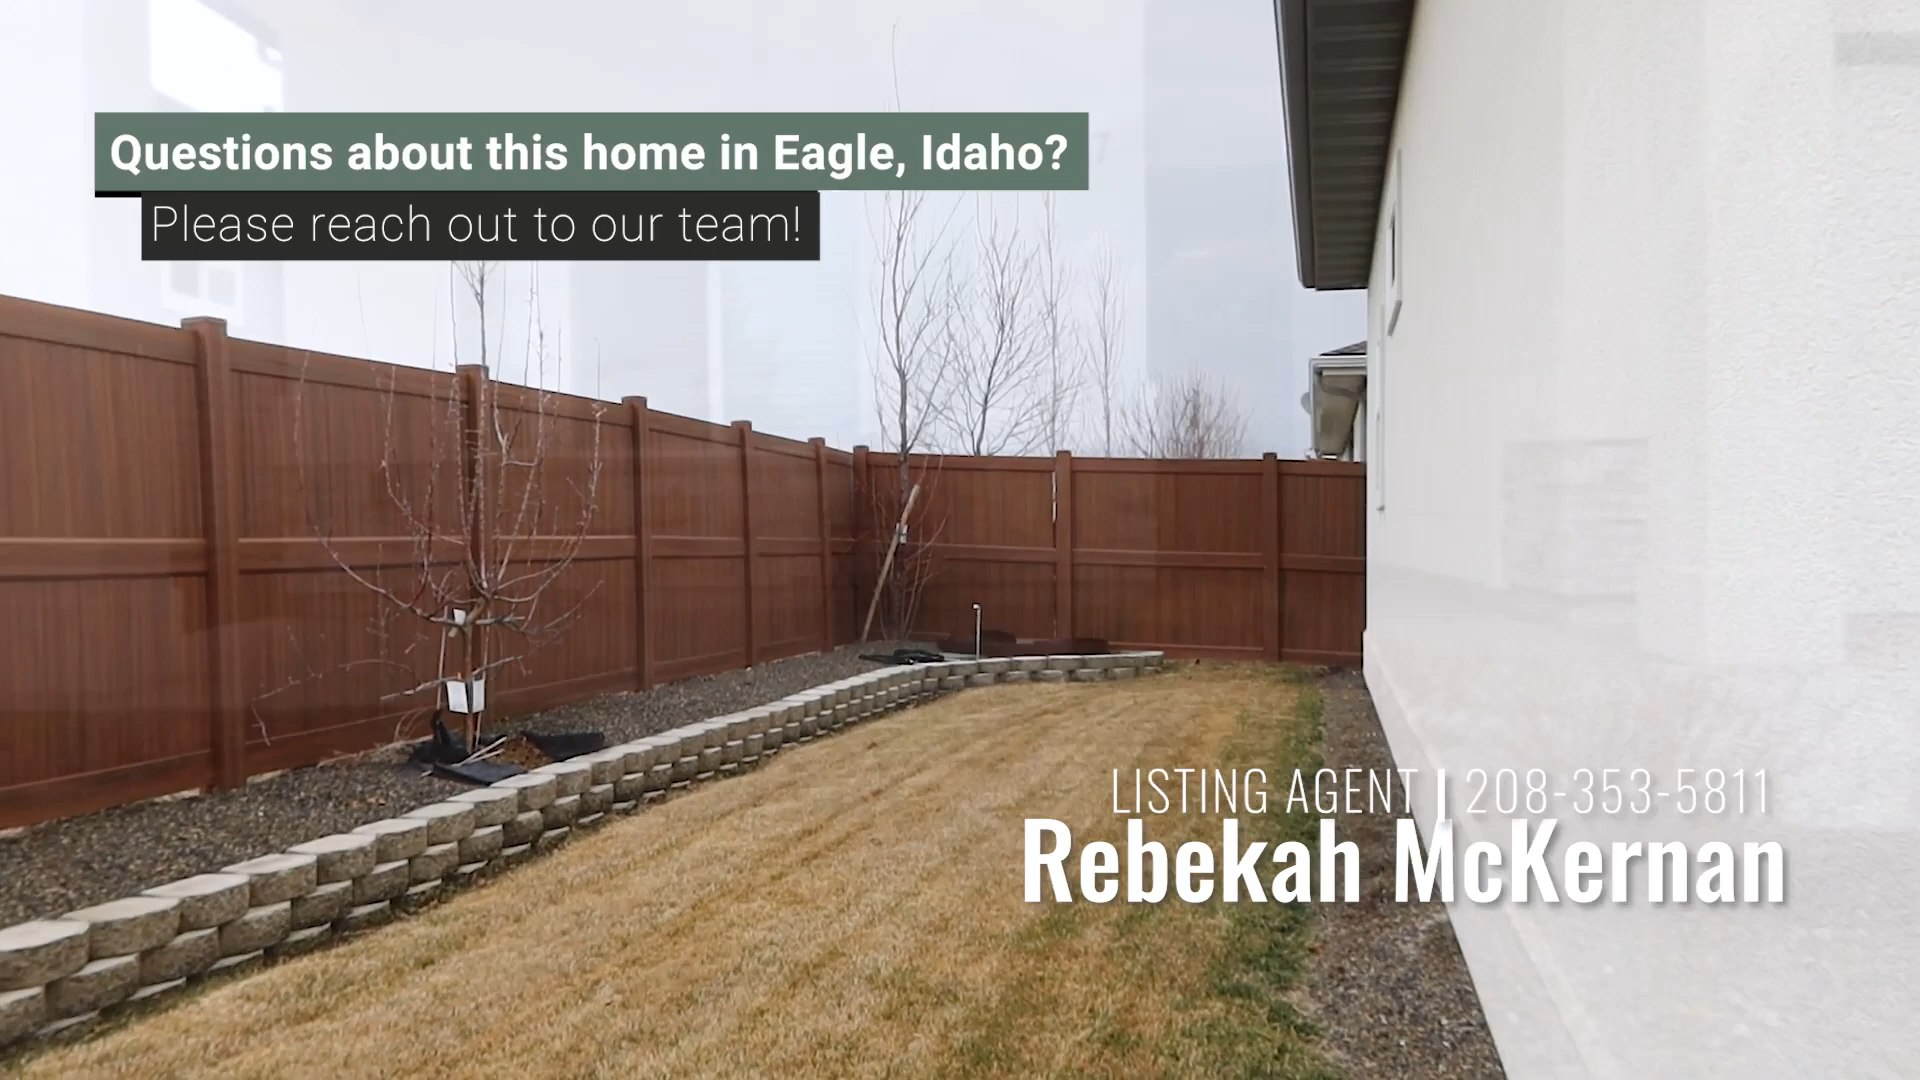 Questions about this home in Eagle, Idaho?
Please reach out to our team!
LISTING AGENT | 208-353-5811
Rebekah McKernan